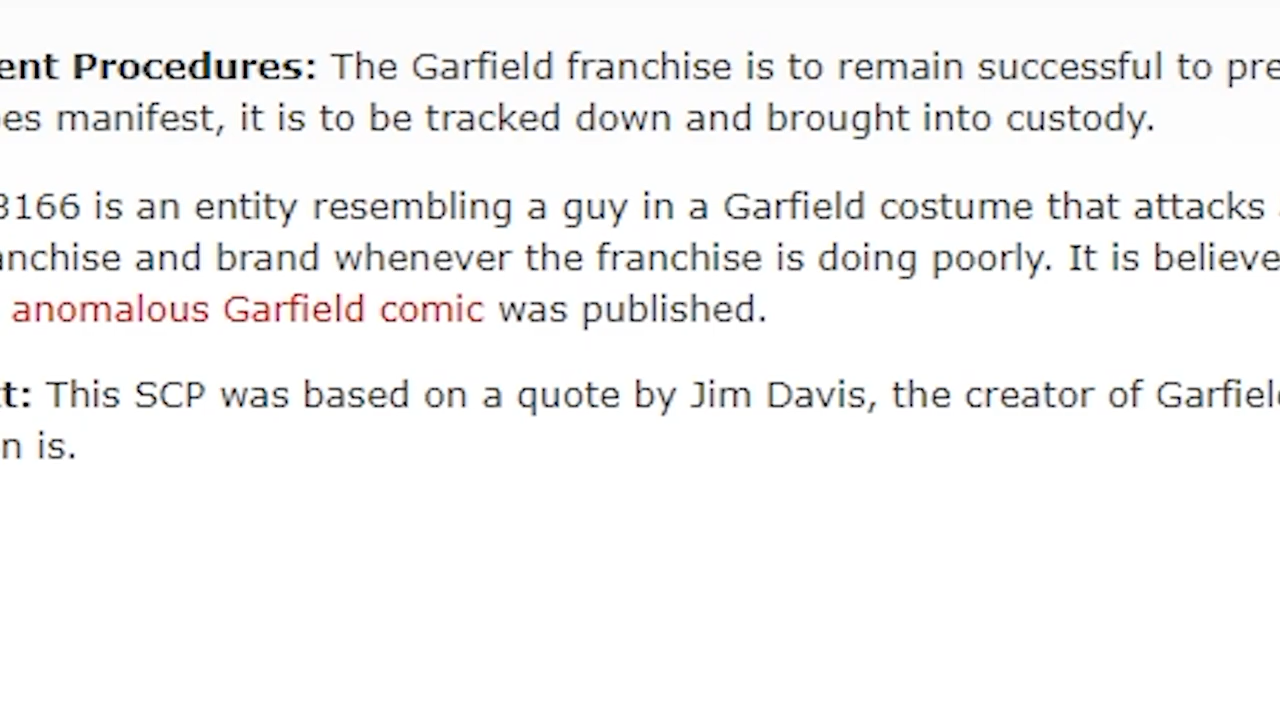 ent Procedures: The Garfield franchise is to remain successful to pre
es manifest, it is to be tracked down and brought into custody.
3166 is an entity resembling a guy in a Garfield costume that attacks
anchise and brand whenever the franchise is doing poorly. It is believe
anomalous Garfield comic was published.
t: This SCP was based on a quote by Jim Davis, the creator of Garfield
n is.